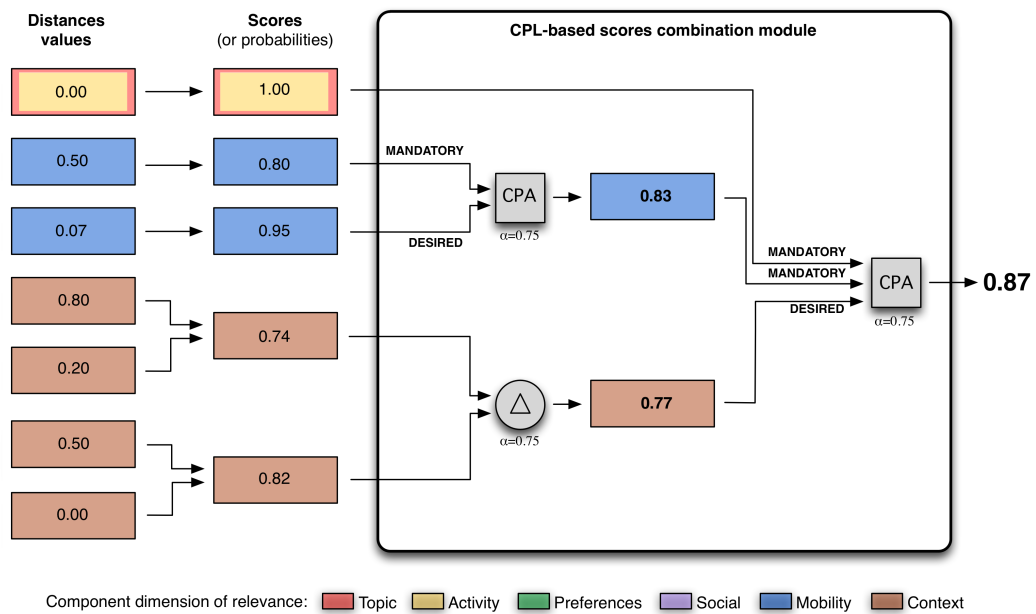 Distances
values
Scores
(or probabilities)
CPL-based scores combination module
0.00
1.00
0.50
0.80
MANDATORY
CPA
α=0.75
0.83
0.07
0.95
DESIRED
MANDATORY
MANDATORY
DESIRED
CPA
α=0.75
0.87
0.80
0.20
0.74
△
α=0.75
0.77
0.50
0.00
0.82
Component dimension of relevance: Topic Activity Preferences Social Mobility Context